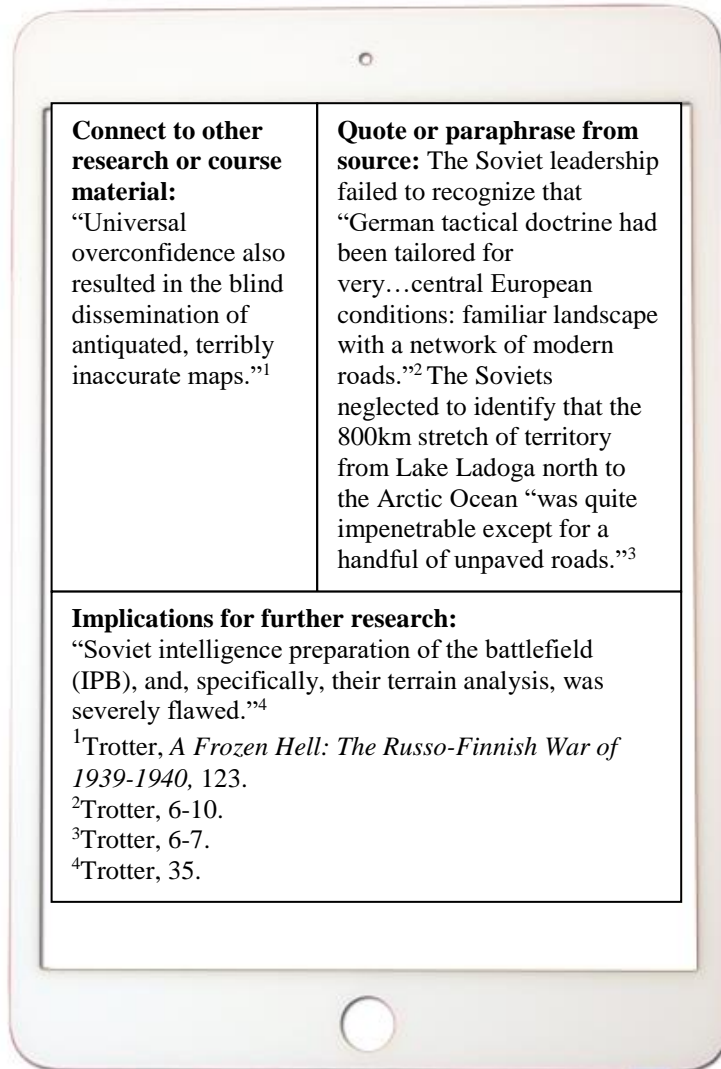 Connect to other
research or course
material:
“Universal
overconfidence also
resulted in the blind
dissemination of
antiquated, terribly
inaccurate maps.”1
Quote or paraphrase from
source: The Soviet leadership
failed to recognize that
“German tactical doctrine had
been tailored for
very…central European
conditions: familiar landscape
with a network of modern
roads.”2 The Soviets
neglected to identify that the
800km stretch of territory
from Lake Ladoga north to
the Arctic Ocean “was quite
impenetrable except for a
handful of unpaved roads.”3
Implications for further research:
“Soviet intelligence preparation of the battlefield
(IPB), and, specifically, their terrain analysis, was
severely flawed.”4
1Trotter, A Frozen Hell: The Russo-Finnish War of
1939-1940, 123.
2Trotter, 6-10.
3Trotter, 6-7.
4Trotter, 35.